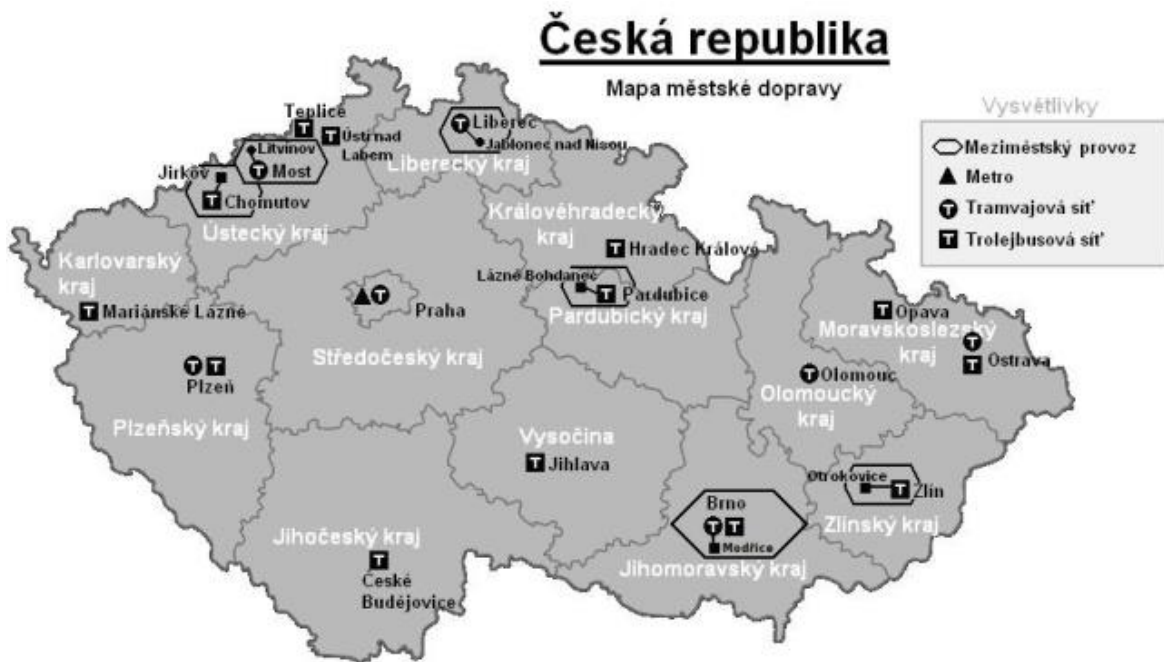 Česká republika
Mapa městské dopravy
Vysvětlivky
Meziměstský provoz
Metro
Tramvajová síť
Trolejbusová síť
Teplice
Ústí nad
Labem
Litvínov
Most
Jirkov
Chomutov
Ústecký kraj
Liberec
Jablonec nad Nisou
Liberecký kraj
Královéhradecký
kraj
Hradec Králové
Lázně Bohdaneč
Pardubice
Pardubický kraj
Karlovarský
kraj
Mariánské Lázně
Praha
Středočeský kraj
Plzeň
Plzeňský kraj
Opava
Moravskoslezský
kraj
Ostrava
Olomouc
Olomoucký
kraj
Vysočina
Jihlava
Otrokovice
Zlín
Zlínský kraj
Brno
Modřice
Jihomoravský kraj
Jihočeský kraj
České
Budějovice